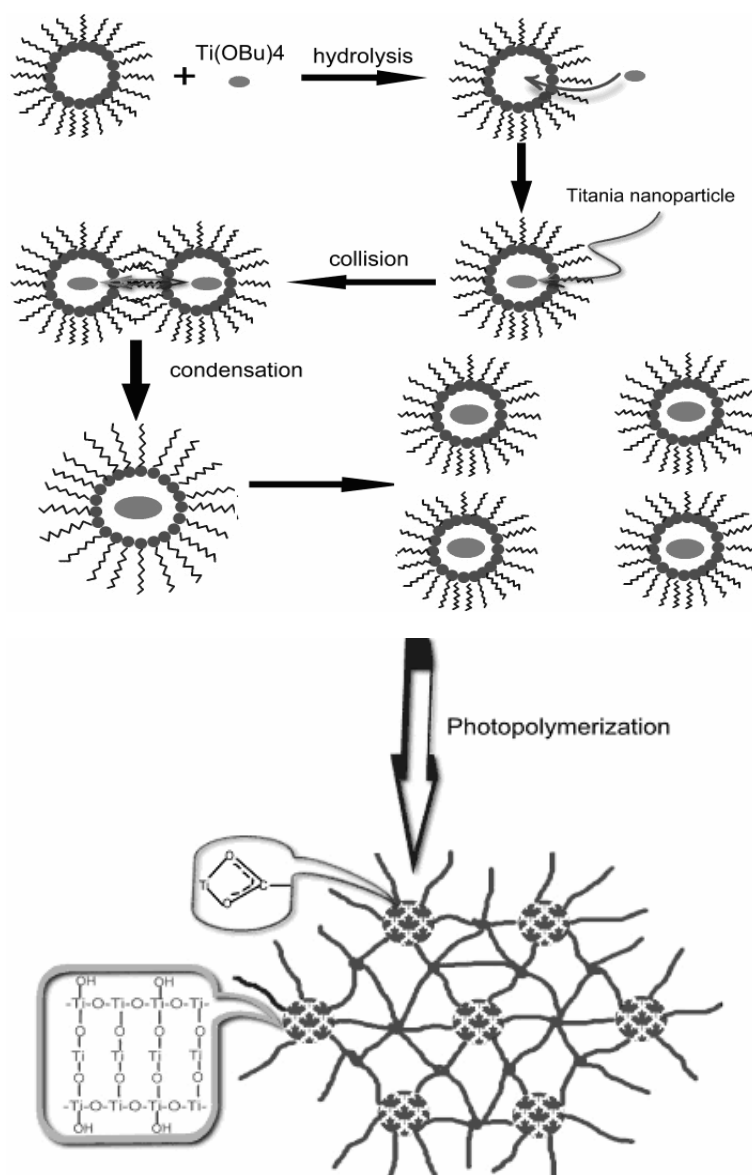 Ti(OBu)4
+
hydrolysis
Titania nanoparticle
collision
condensation
Photopolymerization
O
Ti C
O
OH OH
-Ti-O-Ti-O-Ti-O-Ti-
O O O O
Ti Ti Ti Ti
O O O O
-Ti-O-Ti-O-Ti-O-Ti-
OH OH